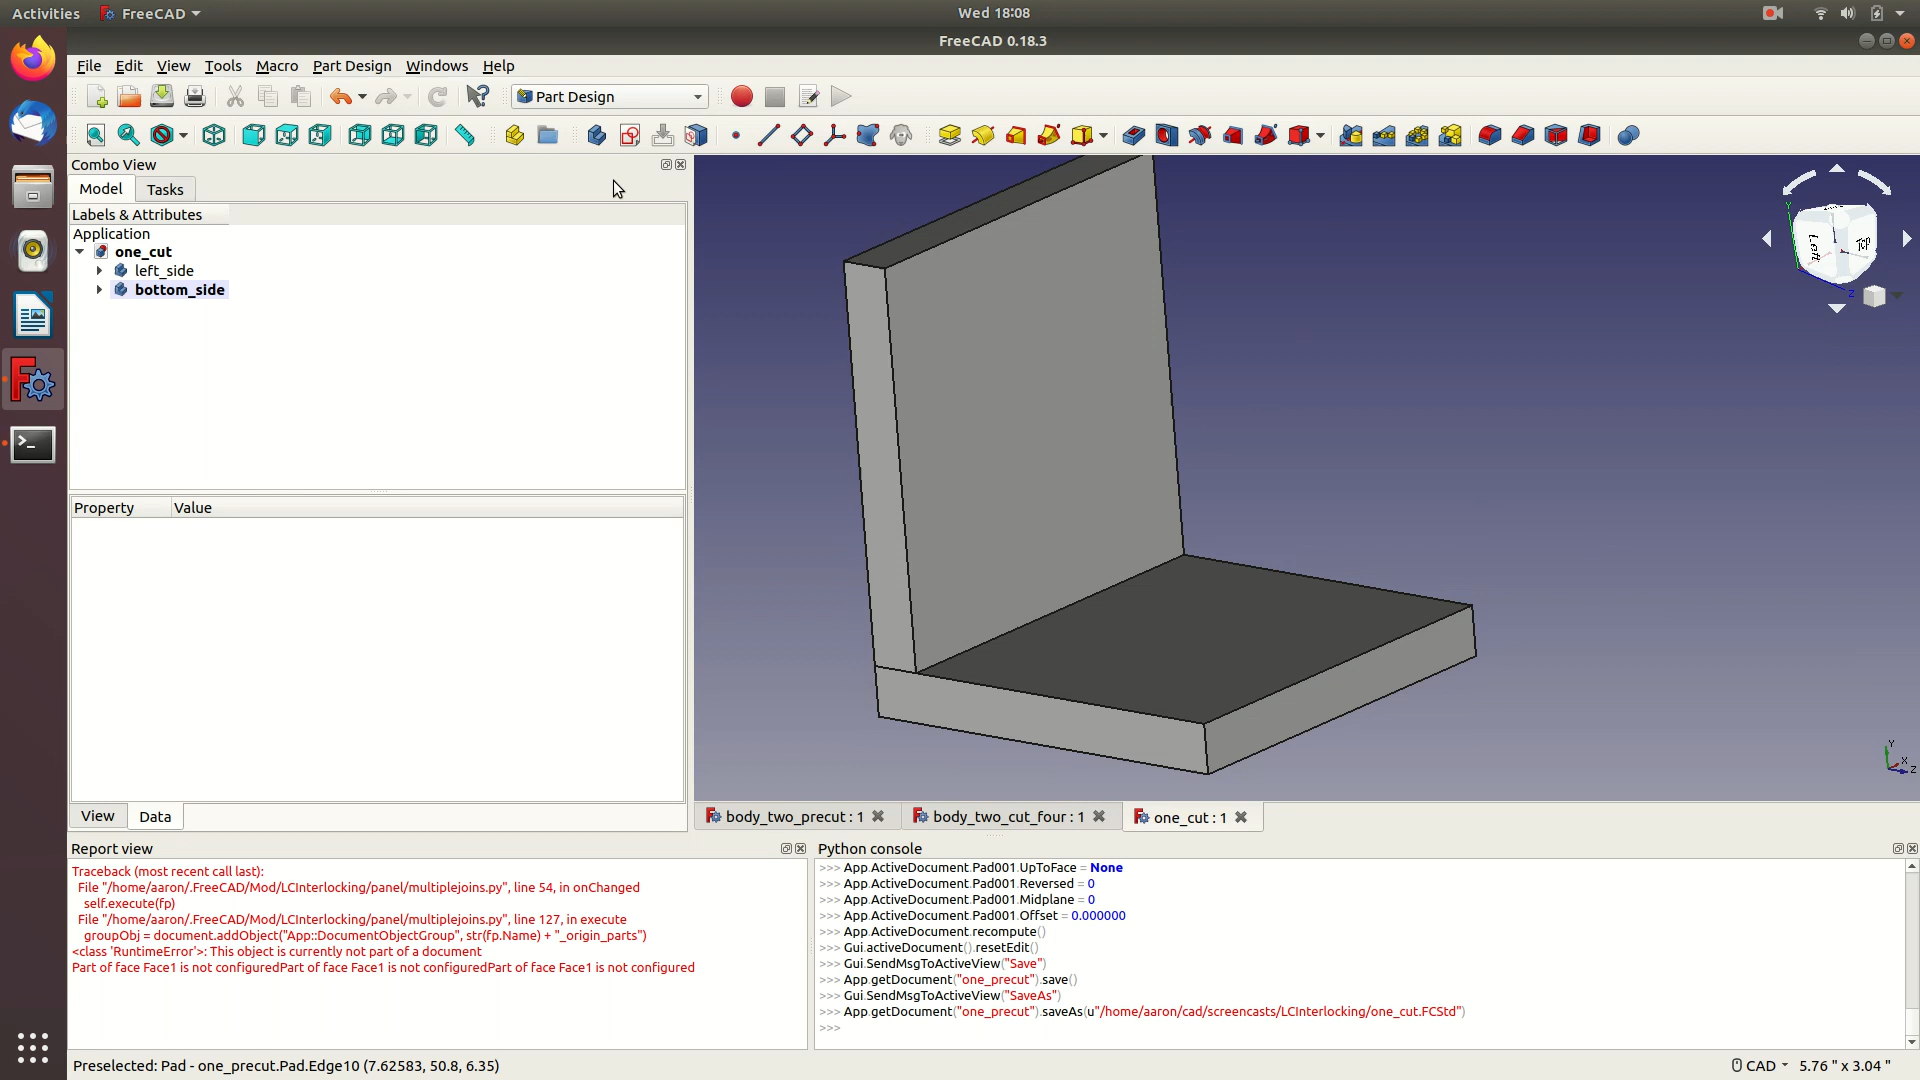 Activities
FreeCAD
Wed 18:08
FreeCAD 0.18.3
File Edit View Tools Macro Part Design Windows Help
Part Design
Combo View
Model Tasks
Labels & Attributes
Application
one_cut
left_side
bottom_side
Property Value
View Data
Left
Top
Y
Z
Y
X
Z
body_two_precut : 1
body_two_cut_four : 1
one_cut : 1
Report view
Traceback (most recent call last):
File "/home/aaron/.FreeCAD/Mod/LCInterlocking/panel/multiplejoins.py", line 54, in onChanged
self.execute(fp)
File "/home/aaron/.FreeCAD/Mod/LCInterlocking/panel/multiplejoins.py", line 127, in execute
groupObj = document.addObject("App::DocumentObjectGroup", str(fp.Name) + "_origin_parts")
<class 'RuntimeError'>: This object is currently not part of a document
Part of face Face1 is not configuredPart of face Face1 is not configuredPart of face Face1 is not configured
Python console
>>> App.ActiveDocument.Pad001.UpToFace = None
>>> App.ActiveDocument.Pad001.Reversed = 0
>>> App.ActiveDocument.Pad001.Midplane = 0
>>> App.ActiveDocument.Pad001.Offset = 0.000000
>>> App.ActiveDocument.recompute()
>>> Gui.activeDocument().resetEdit()
>>> Gui.SendMsgToActiveView("Save")
>>> App.getDocument("one_precut").save()
>>> Gui.SendMsgToActiveView("SaveAs")
>>> App.getDocument("one_precut").saveAs(u"/home/aaron/cad/screencasts/LCInterlocking/one_cut.FCStd")
>>>
Preselected: Pad - one_precut.Pad.Edge10 (7.62583, 50.8, 6.35)
CAD
5.76 " x 3.04 "